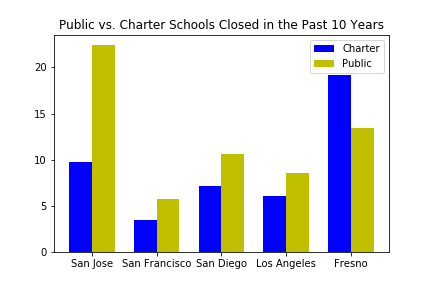 Public vs. Charter Schools Closed in the Past 10 Years
Charter
Public
20
15
10
5
0
San Jose San Francisco San Diego Los Angeles Fresno